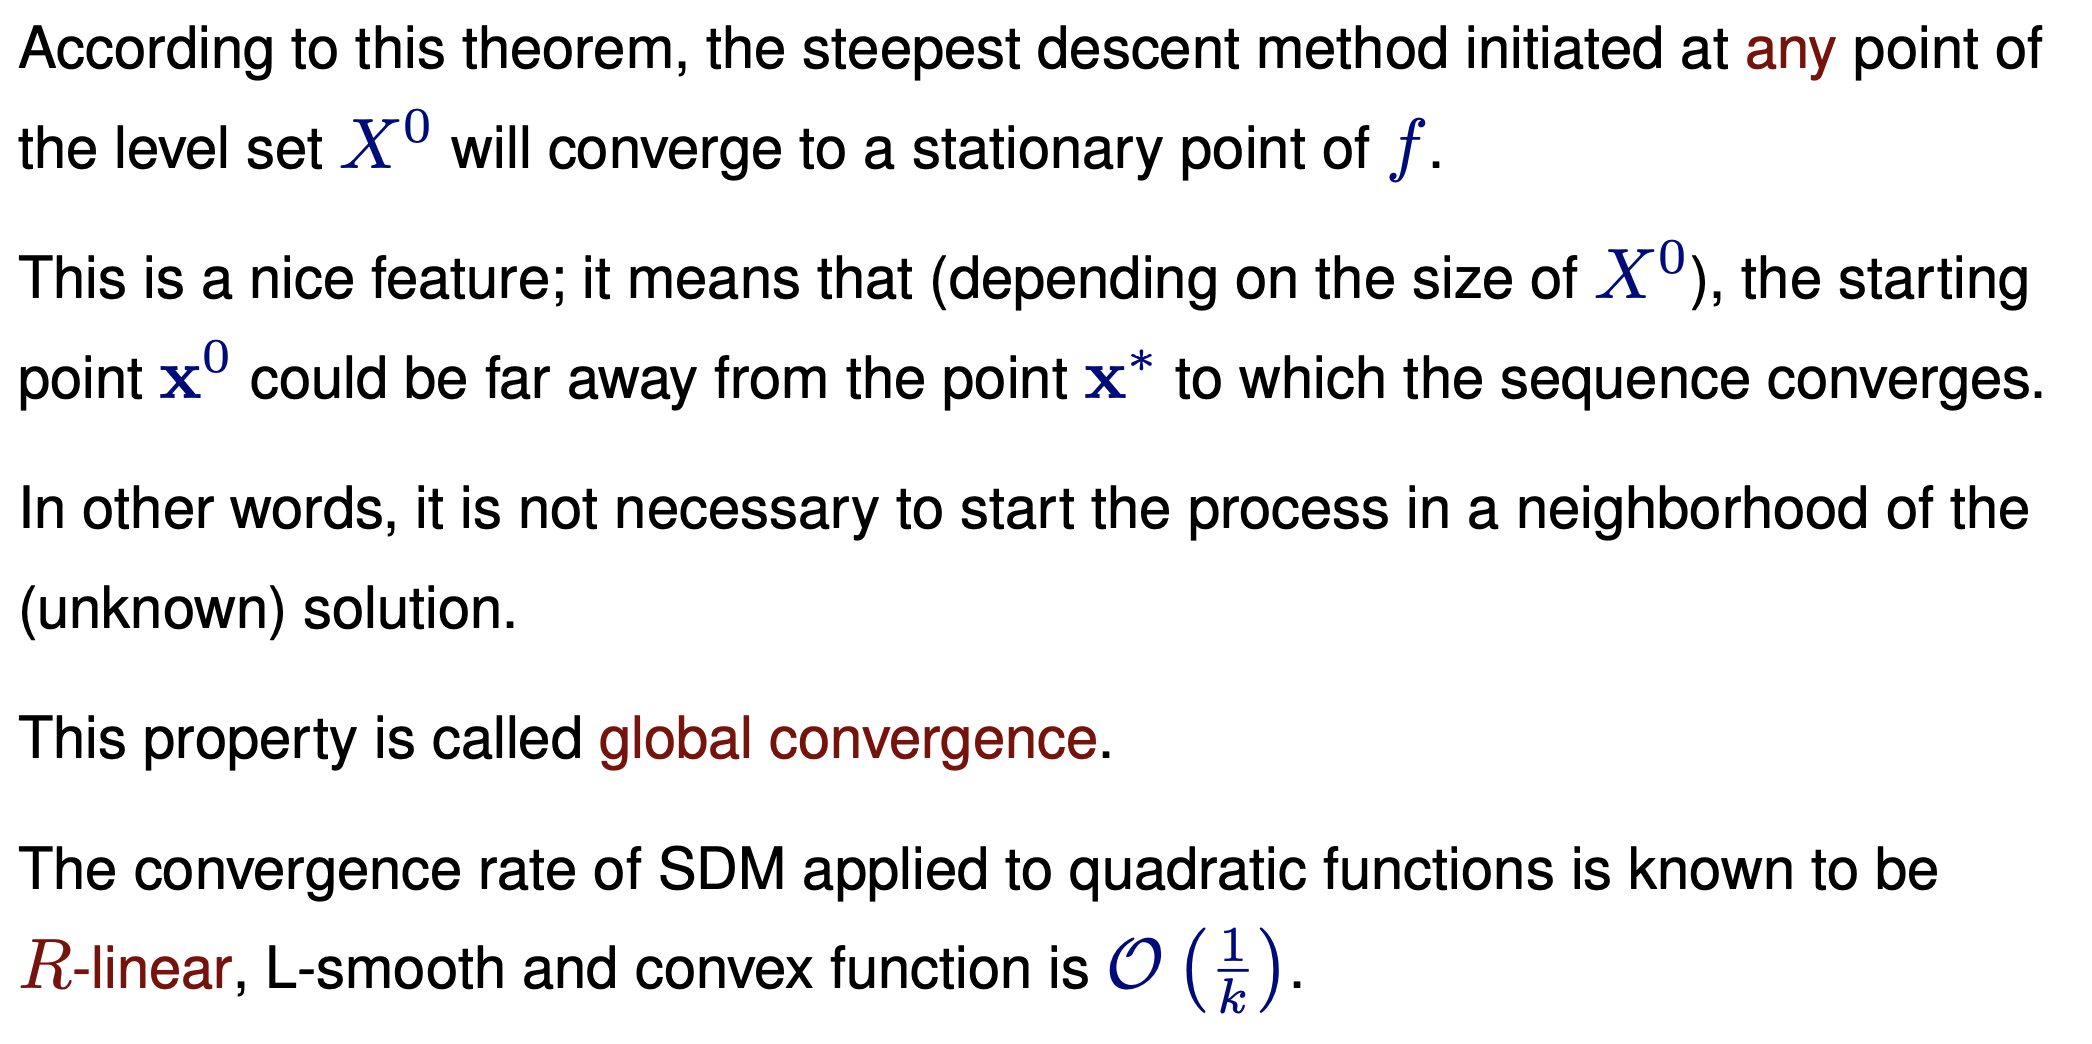 According to this theorem, the steepest descent method initiated at any point of
the level set $X^0$ will converge to a stationary point of $f$.
This is a nice feature; it means that (depending on the size of $X^0$), the starting
point $\mathbf{x}^0$ could be far away from the point $\mathbf{x}^*$ to which the sequence converges.
In other words, it is not necessary to start the process in a neighborhood of the
(unknown) solution.
This property is called global convergence.
The convergence rate of SDM applied to quadratic functions is known to be
$R$-linear, L-smooth and convex function is $\mathcal{O}\left(\frac{1}{k}\right)$.